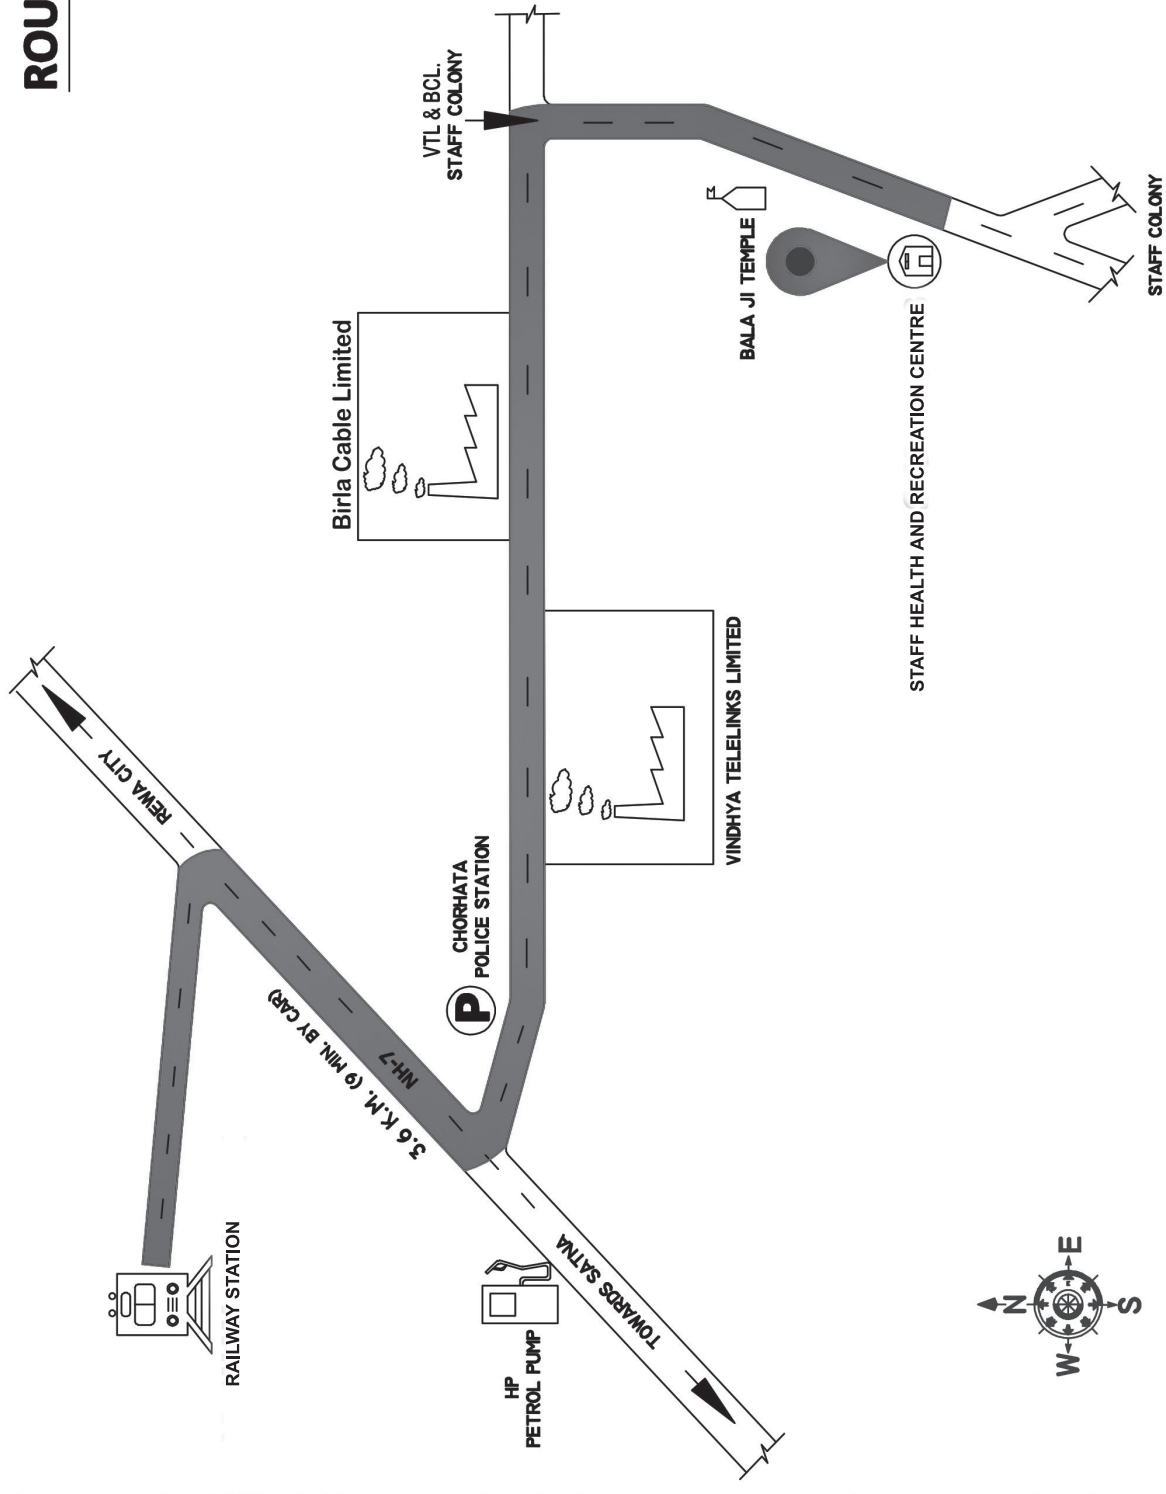 ROU
VTL & BCL.
STAFF COLONY
Birla Cable Limited
BALA JI TEMPLE
STAFF COLONY
STAFF HEALTH AND RECREATION CENTRE
REWA CITY
VINDHYA TELELINKS LIMITED
CHORHATA
POLICE STATION
P
NH-7
3.6 K.M. (9 MIN. BY CAR)
RAILWAY STATION
HP
PETROL PUMP
TOWARDS SATNA
N
W
E
S